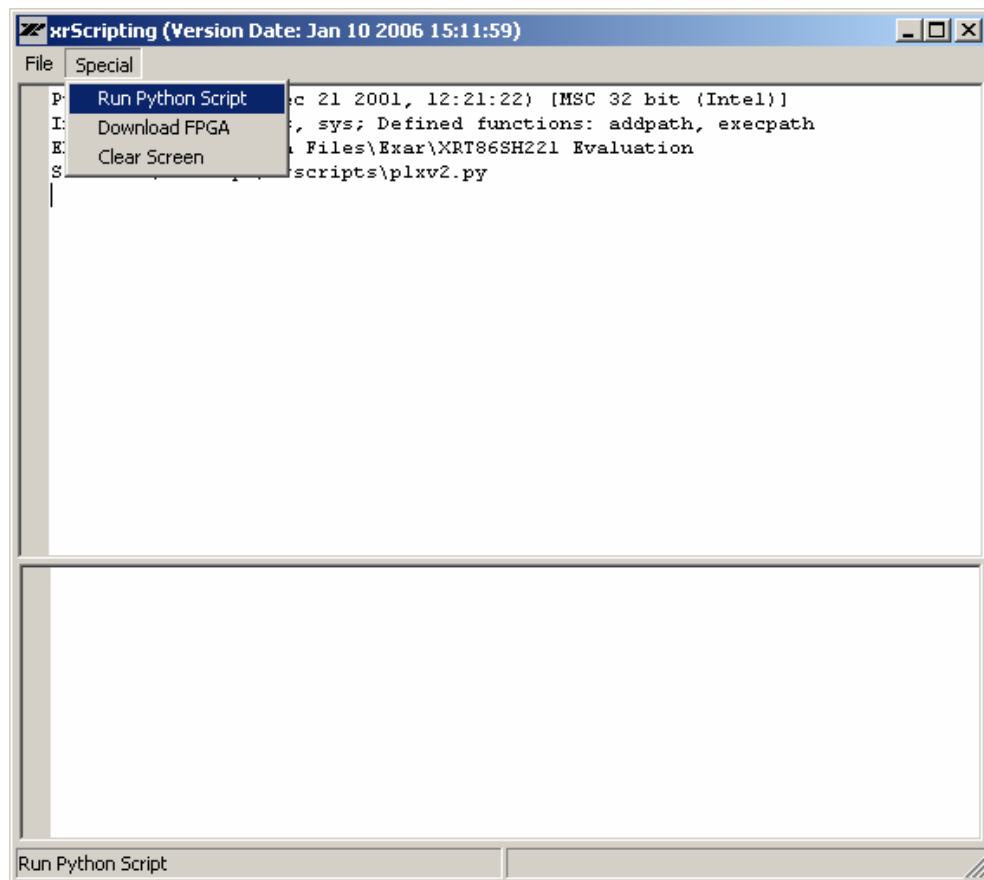 xrScripting (Version Date: Jan 10 2006 15:11:59)
File Special
Run Python Script
Download FPGA
Clear Screen
21 2001, 12:21:22) [MSC 32 bit (Intel)]
, sys; Defined functions: addpath, execpath
Files\Exar\XRT86SH221 Evaluation
scripts\plxv2.py
Run Python Script